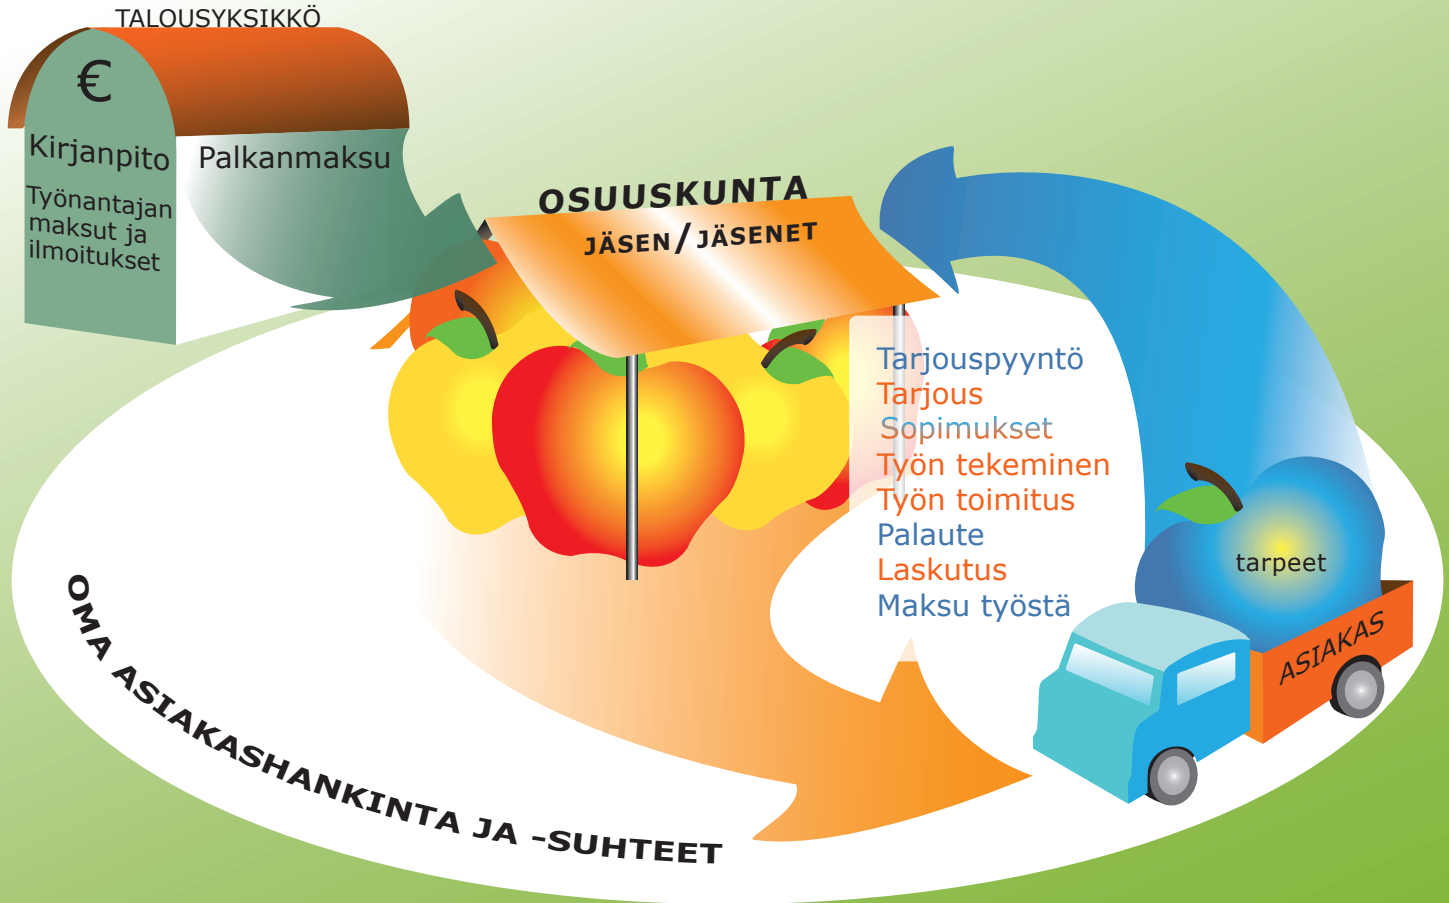 TALOUSYKSIKKÖ
€
Kirjanpito
Työnantajan
maksut ja
ilmoitukset
Palkanmaksu
OSUUSKUNTA
JÄSEN/JÄSENET
Tarjouspyyntö
Tarjous
Sopimukset
Työn tekeminen
Työn toimitus
Palaute
Laskutus
Maksu työstä
tarpeet
ASIAKAS
OMA ASIAKASHANKINTA JA -SUHTEET